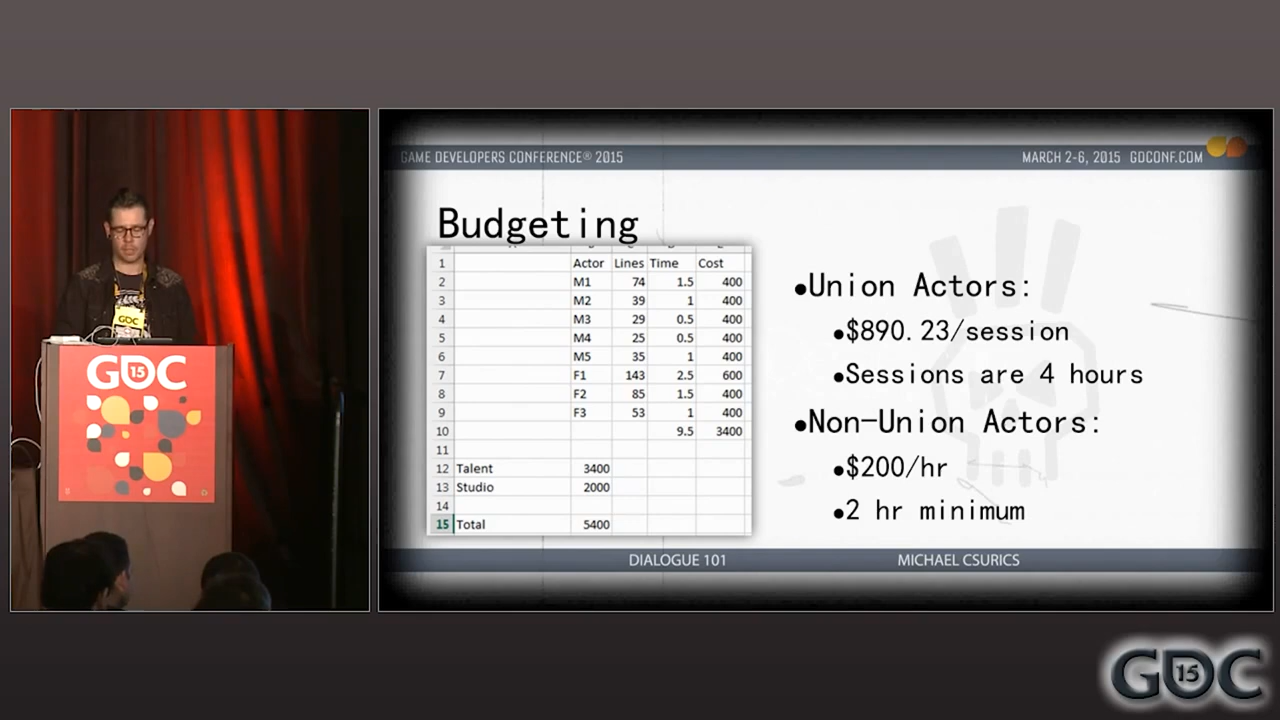 GAME DEVELOPERS CONFERENCE® 2015
MARCH 2-6, 2015 GDCONF.COM
Budgeting
1 Actor Lines Time Cost
2 M1 74 1.5 400
3 M2 39 1 400
4 M3 29 0.5 400
5 M4 25 0.5 400
6 M5 35 1 400
7 F1 143 2.5 600
8 F2 85 1.5 400
9 F3 53 1 400
10 9.5 3400
11
12 Talent 3400
13 Studio 2000
14
15 Total 5400
•Union Actors:
•$890.23/session
•Sessions are 4 hours
•Non-Union Actors:
•$200/hr
•2 hr minimum
DIALOGUE 101
MICHAEL CSURICS
GDC
GDC 15
GDC 15